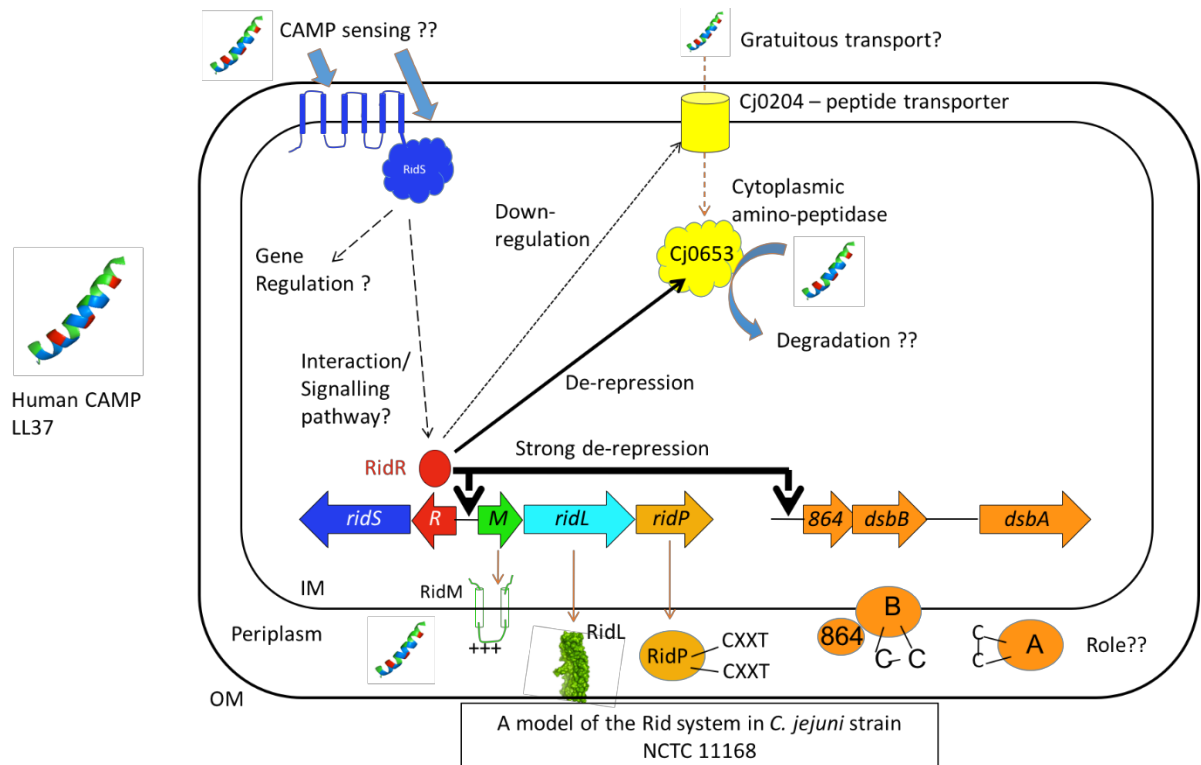 CAMP sensing ??
Gratuitous transport?
Cj0204 – peptide transporter
RidS
Cytoplasmic
amino-peptidase
Down-
regulation
Gene
Regulation ?
Cj0653
Human CAMP
LL37
Degradation ??
Interaction/
Signalling
pathway?
De-repression
Strong de-repression
RidR
ridS
R
M
ridL
ridP
864
dsbB
dsbA
IM
RidM
+++
Periplasm
RidL
RidP
CXXT
CXXT
B
864
C
C
C
C
A
Role??
OM
A model of the Rid system in C. jejuni strain
NCTC 11168